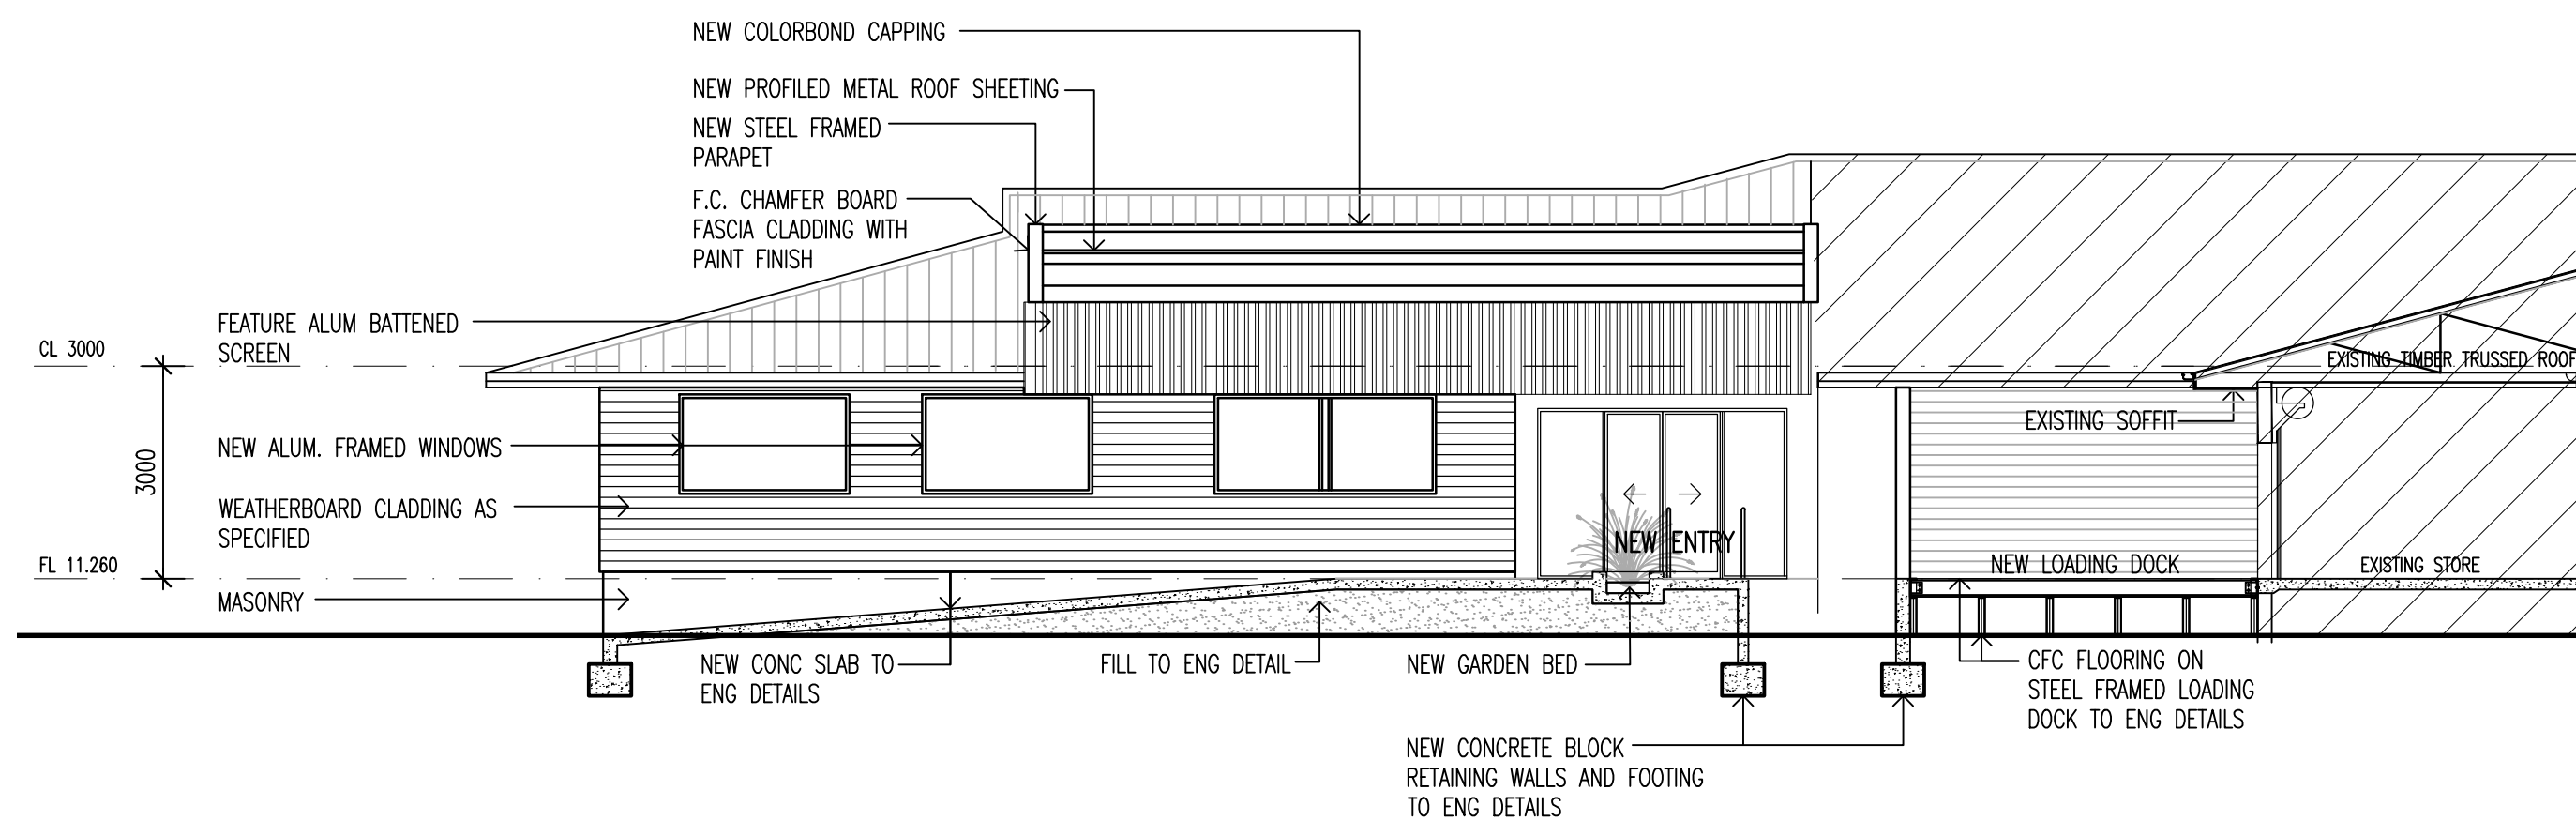 NEW COLORBOND CAPPING
NEW PROFILED METAL ROOF SHEETING
NEW STEEL FRAMED
PARAPET
F.C. CHAMFER BOARD
FASCIA CLADDING WITH
PAINT FINISH
FEATURE ALUM BATTENED
SCREEN
CL 3000
EXISTING TIMBER TRUSSED ROOF
EXISTING SOFFIT
NEW ALUM. FRAMED WINDOWS
3000
WEATHERBOARD CLADDING AS
SPECIFIED
NEW ENTRY
FL 11.260
NEW LOADING DOCK
EXISTING STORE
MASONRY
NEW CONC SLAB TO
ENG DETAILS
FILL TO ENG DETAIL
NEW GARDEN BED
CFC FLOORING ON
STEEL FRAMED LOADING
DOCK TO ENG DETAILS
NEW CONCRETE BLOCK
RETAINING WALLS AND FOOTING
TO ENG DETAILS